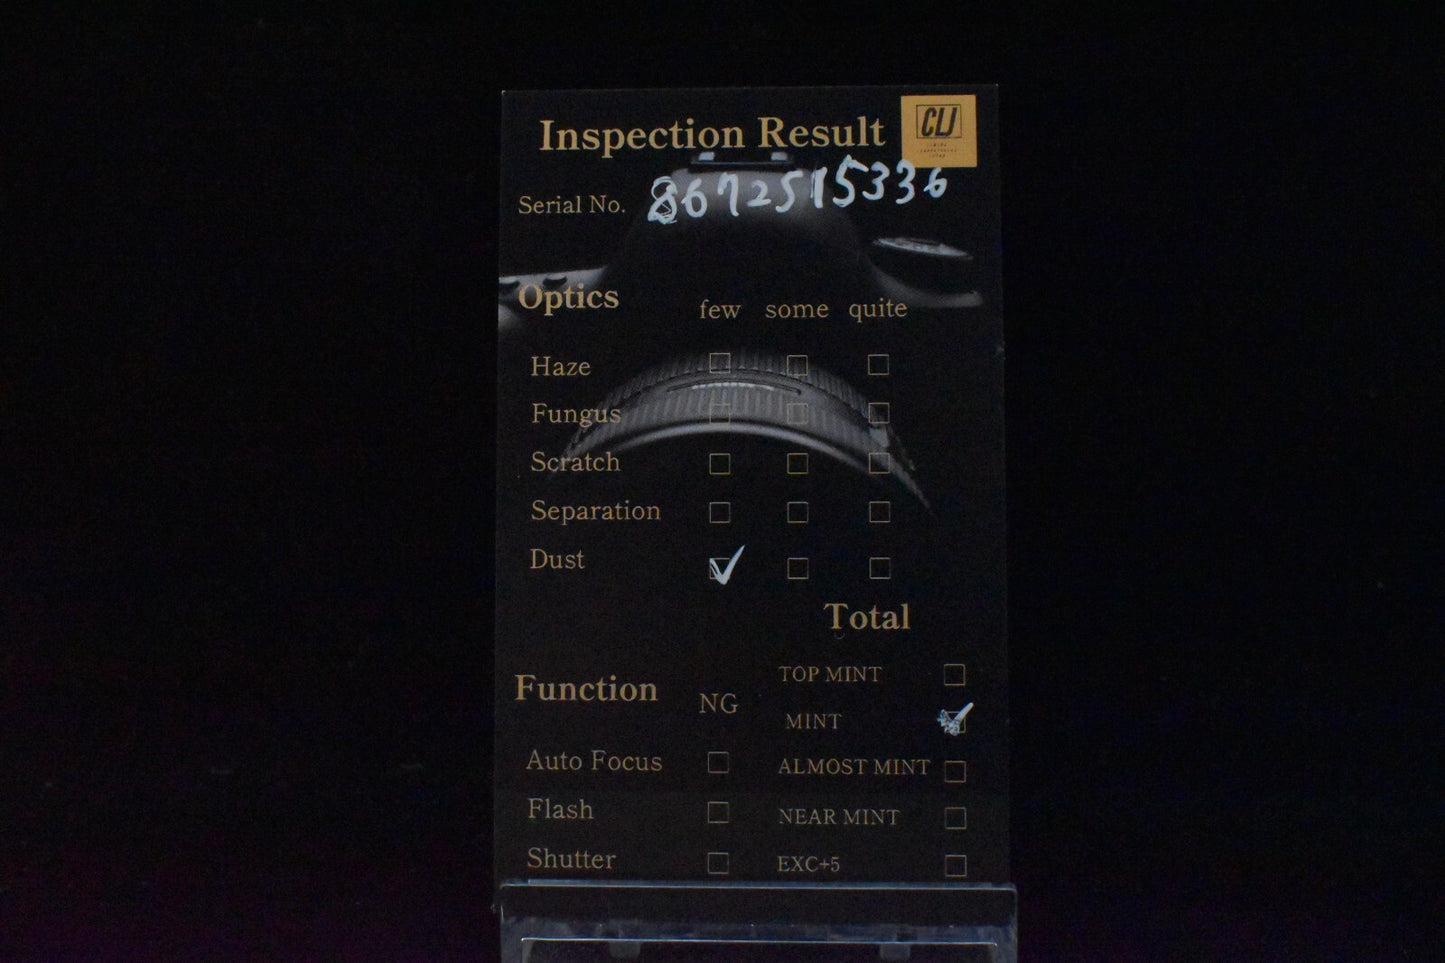 Inspection Result
CLJ
Serial No. 8672515336
Optics few some quite
Haze
Fungus
Scratch
Separation
Dust
Total
TOP MINT
Function NG
MINT
Auto Focus ALMOST MINT
Flash NEAR MINT
Shutter EXC+5